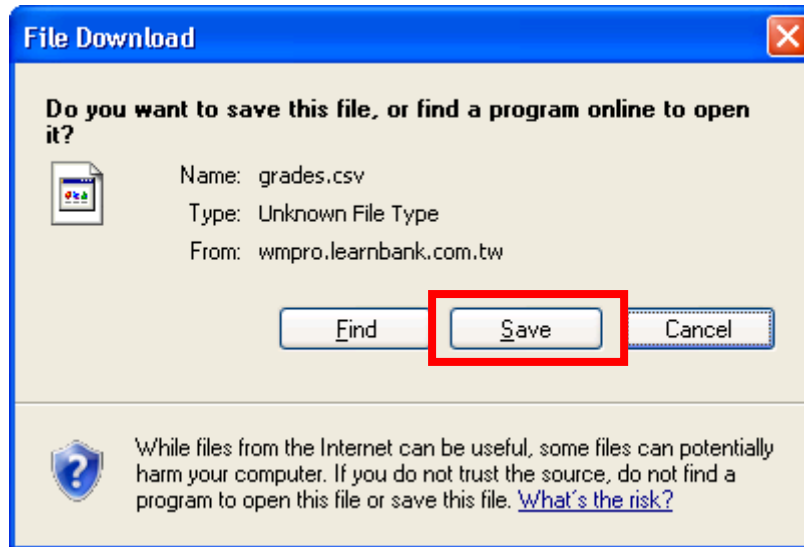 File Download
Do you want to save this file, or find a program online to open
it?
Name: grades.csv
Type: Unknown File Type
From: wmpro.learnbank.com.tw
Find Save Cancel
While files from the Internet can be useful, some files can potentially
harm your computer. If you do not trust the source, do not find a
program to open this file or save this file. What's the risk?